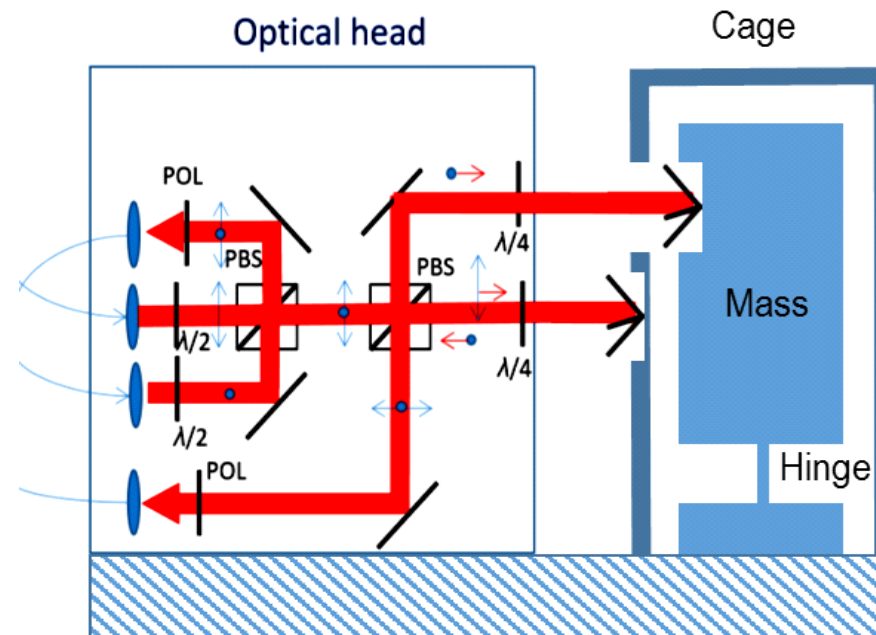 Optical head
Cage
POL
PBS
PBS
λ/4
λ/2
λ/4
Mass
λ/2
POL
Hinge